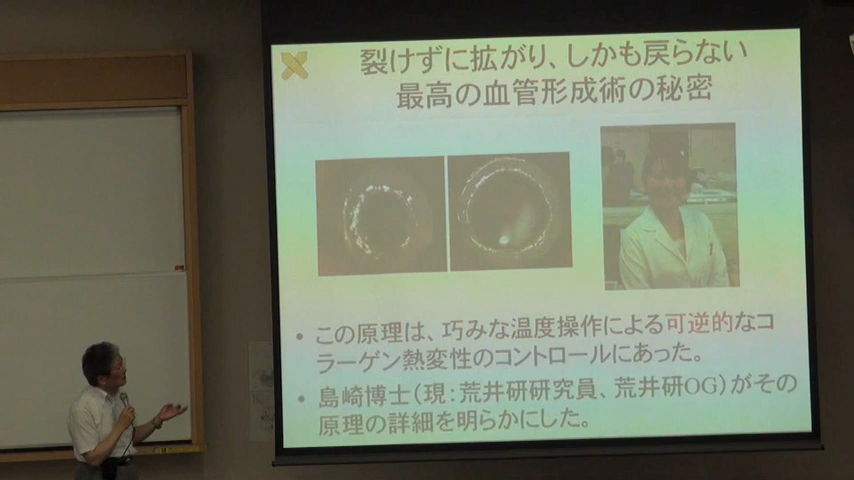 裂けずに拡がり、しかも戻らない
最高の血管形成術の秘密
• この原理は、巧みな温度操作による可逆的なコ
ラーゲン熱変性のコントロールにあった。
• 島崎博士(現:荒井研研究員、荒井研OG)がその
原理の詳細を明らかにした。